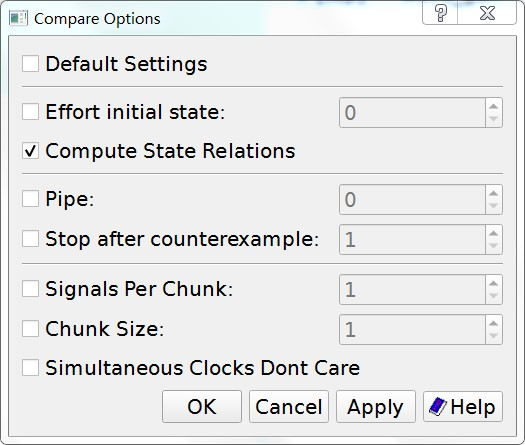 Compare Options
Default Settings
Effort initial state: 0
Compute State Relations
Pipe: 0
Stop after counterexample: 1
Signals Per Chunk: 1
Chunk Size: 1
Simultaneous Clocks Dont Care
OK Cancel Apply Help